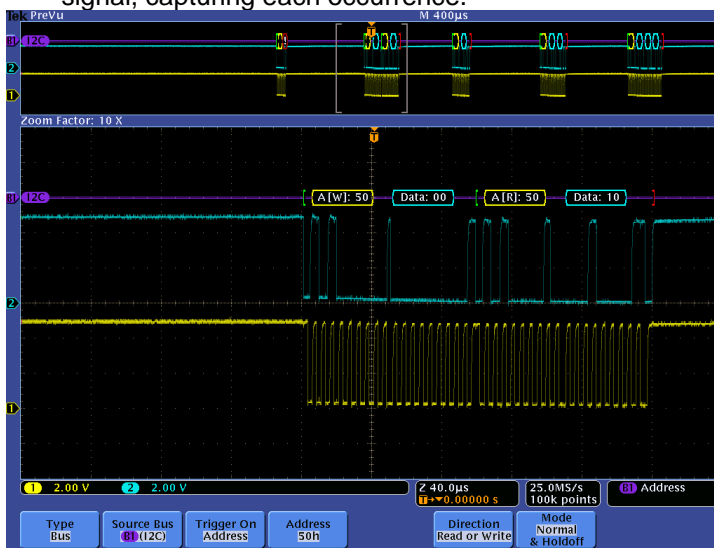 signal, capturing each occurrence.
Tek PreVu
M 400µs
B1 I2C
2
1
Zoom Factor: 10 X
B1 I2C
A [W]: 50
Data: 00
A [R]: 50
Data: 10
2
1
1 2.00 V
2 2.00 V
Z 40.0µs
T→▼0.00000 s
25.0MS/s
100k points
B1 Address
Type
Bus
Source Bus
B1 (I2C)
Trigger On
Address
Address
50h
Direction
Read or Write
Mode
Normal
& Holdoff